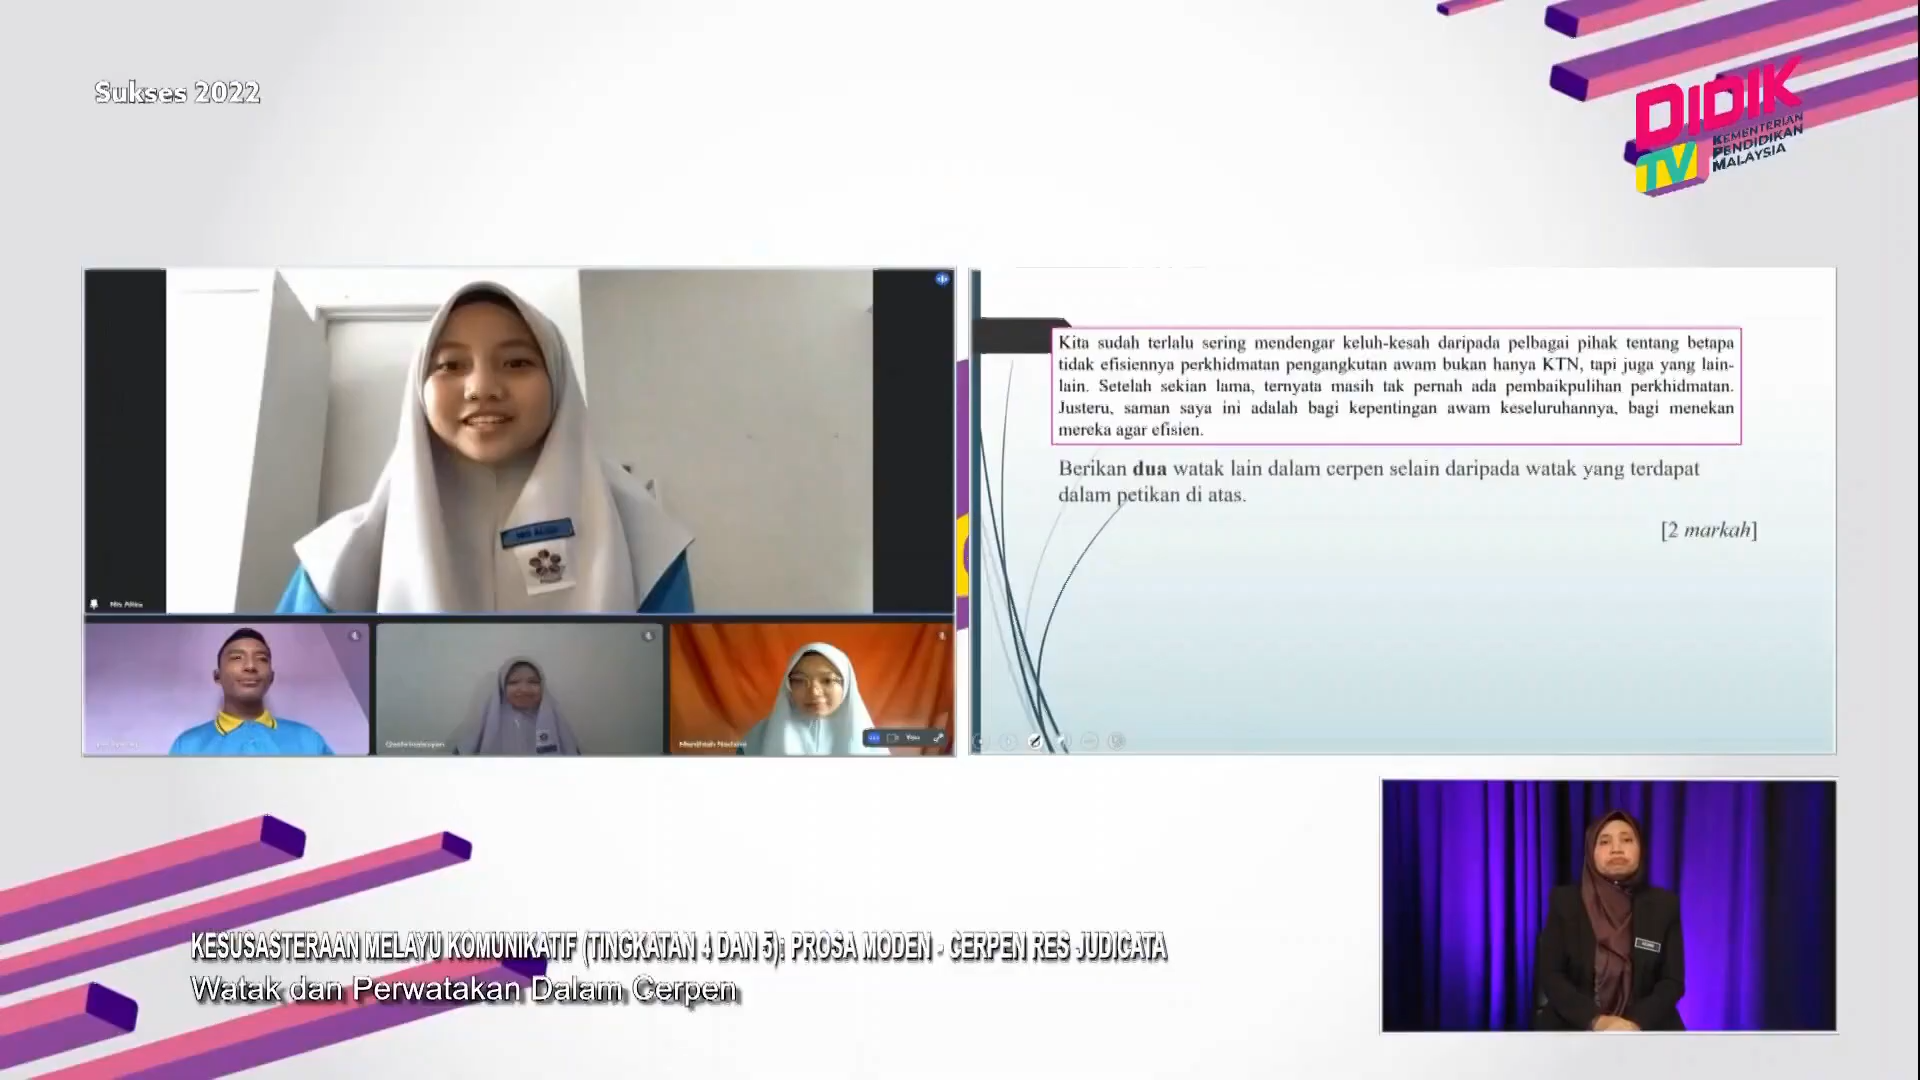 Sukses 2022
DIDIK
TV
KEMENTERIAN
PENDIDIKAN
MALAYSIA
Kita sudah terlalu sering mendengar keluh-kesah daripada pelbagai pihak tentang betapa
tidak efisiennya perkhidmatan pengangkutan awam bukan hanya KTN, tapi juga yang lain-
lain. Setelah sekian lama, ternyata masih tak pernah ada pembaikpulihan perkhidmatan.
Justeru, saman saya ini adalah bagi kepentingan awam keseluruhannya, bagi menekan
mereka agar efisien.
Berikan dua watak lain dalam cerpen selain daripada watak yang terdapat
dalam petikan di atas.
[2 markah]
View
KESUSASTERAAN MELAYU KOMUNIKATIF (TINGKATAN 4 DAN 5): PROSA MODEN - CERPEN RES JUDICATA
Watak dan Perwatakan Dalam Cerpen